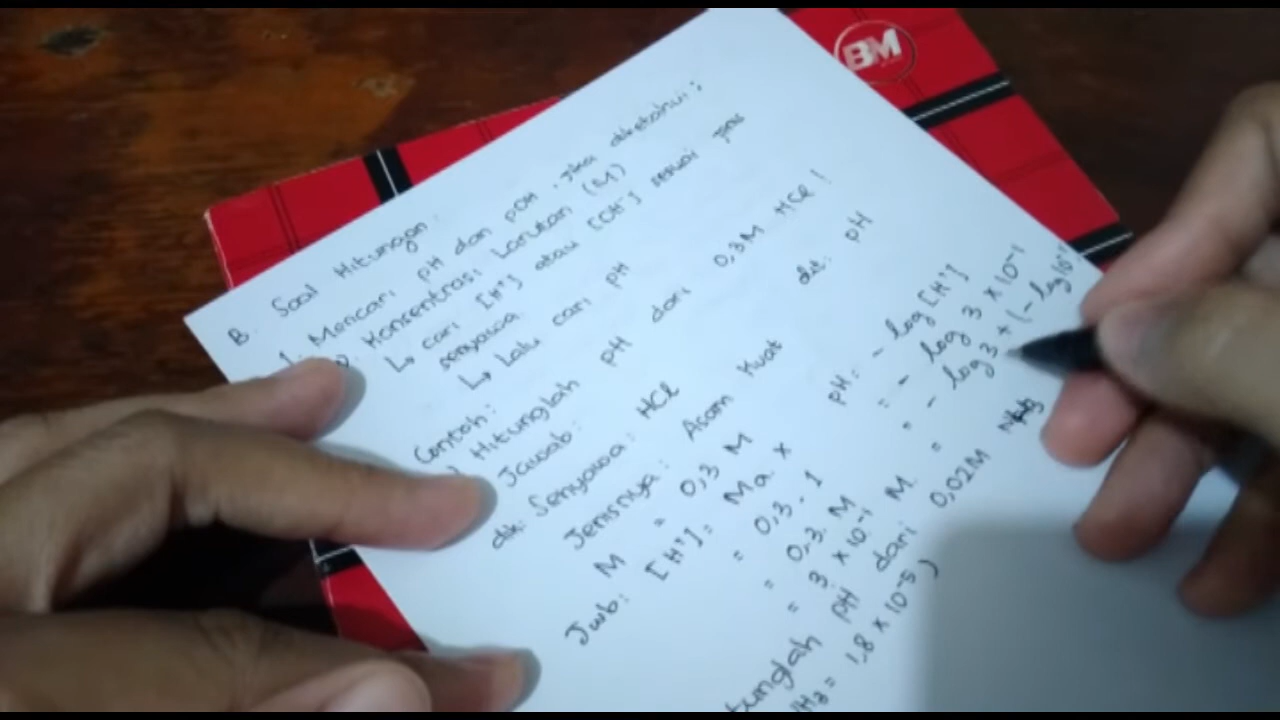 BM
B. Soal Hitungan
1. Mencari pH dan pOH, jika diketahui:
Konsentrasi Larutan (M)
↳ cari [H⁺] atau [OH⁻] sesuai jenis
senyawa
↳ Lalu cari pH
Contoh:
Hitunglah pH dari 0,3M HCl!
Jawab:
dik: Senyawa: HCl dit: pH
Jenisnya: Asam Kuat
M = 0,3 M
Jwb: [H⁺] = Ma. x
= 0,3 . 1
= 0,3 M
= 3 x 10⁻¹ M
pH = - log [H⁺]
= - log 3 x 10⁻¹
= - log 3 + (- log 10⁻¹
=
pH dari 0,02M
= 1,8 x 10⁻⁵)